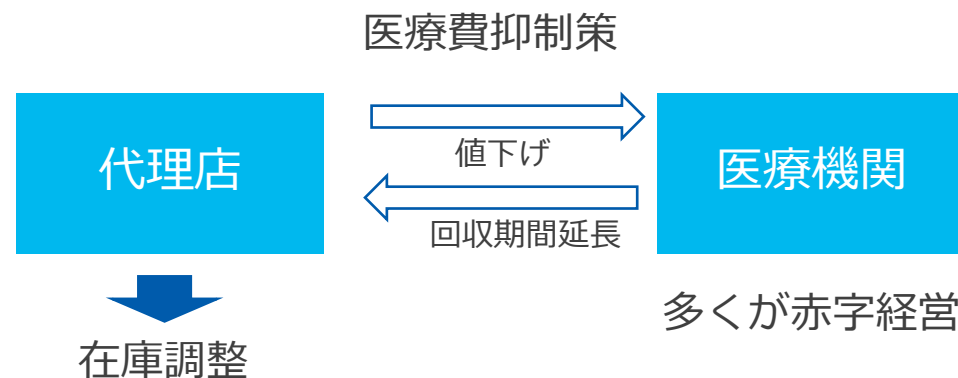 医療費抑制策
代理店
値下げ
医療機関
回収期間延長
多くが赤字経営
在庫調整